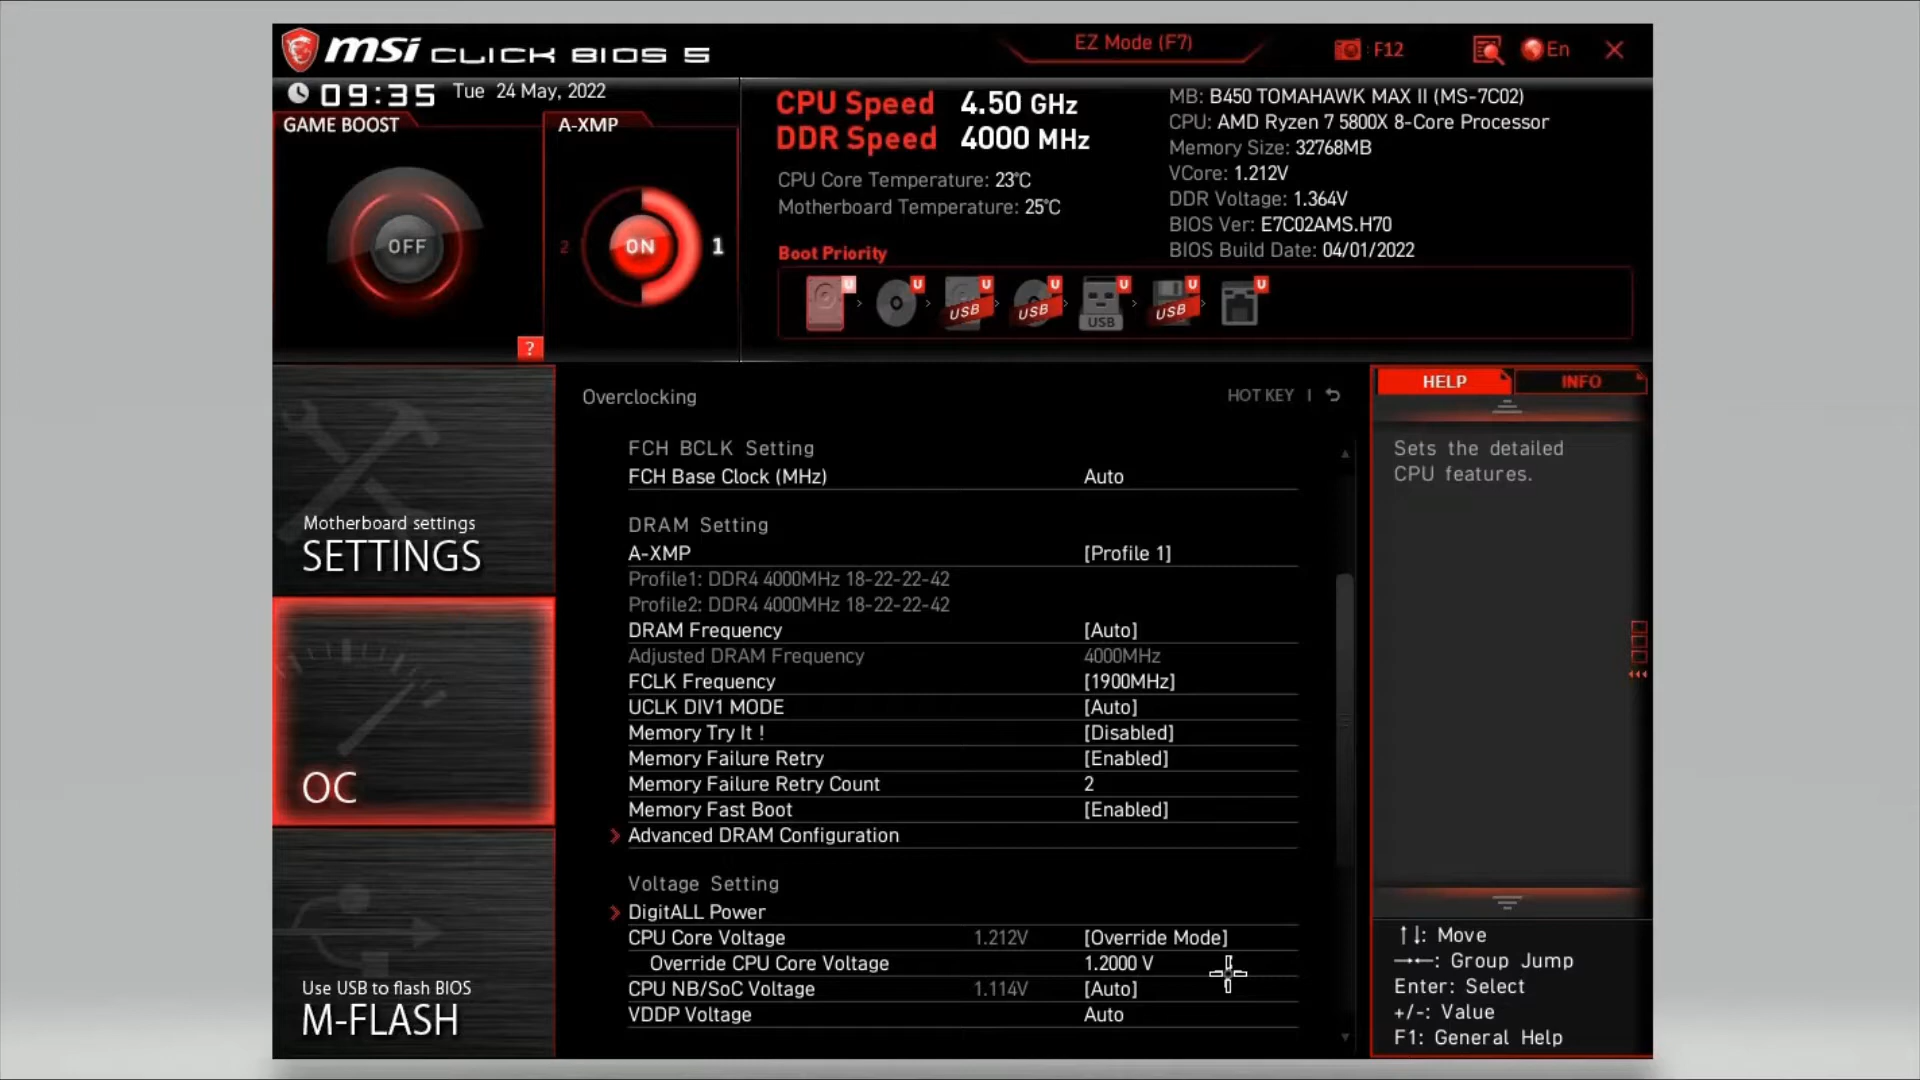 msi CLICK BIOS 5
EZ Mode (F7)
: F12
En
09:35 Tue 24 May, 2022
GAME BOOST
OFF
?
A-XMP
2 ON 1
CPU Speed 4.50 GHz
DDR Speed 4000 MHz
CPU Core Temperature: 23°C
Motherboard Temperature: 25°C
MB: B450 TOMAHAWK MAX II (MS-7C02)
CPU: AMD Ryzen 7 5800X 8-Core Processor
Memory Size: 32768MB
VCore: 1.212V
DDR Voltage: 1.364V
BIOS Ver: E7C02AMS.H70
BIOS Build Date: 04/01/2022
Boot Priority
U U U U U U U
USB USB USB USB
Motherboard settings
SETTINGS
OC
Use USB to flash BIOS
M-FLASH
Overclocking
HOT KEY |
FCH BCLK Setting
FCH Base Clock (MHz) Auto
DRAM Setting
A-XMP [Profile 1]
Profile1: DDR4 4000MHz 18-22-22-42
Profile2: DDR4 4000MHz 18-22-22-42
DRAM Frequency [Auto]
Adjusted DRAM Frequency 4000MHz
FCLK Frequency [1900MHz]
UCLK DIV1 MODE [Auto]
Memory Try It ! [Disabled]
Memory Failure Retry [Enabled]
Memory Failure Retry Count 2
Memory Fast Boot [Enabled]
Advanced DRAM Configuration
Voltage Setting
DigitALL Power
CPU Core Voltage 1.212V [Override Mode]
Override CPU Core Voltage 1.2000 V
CPU NB/SoC Voltage 1.114V [Auto]
VDDP Voltage Auto
HELP
INFO
Sets the detailed
CPU features.
↑↓: Move
→←: Group Jump
Enter: Select
+/-: Value
F1: General Help